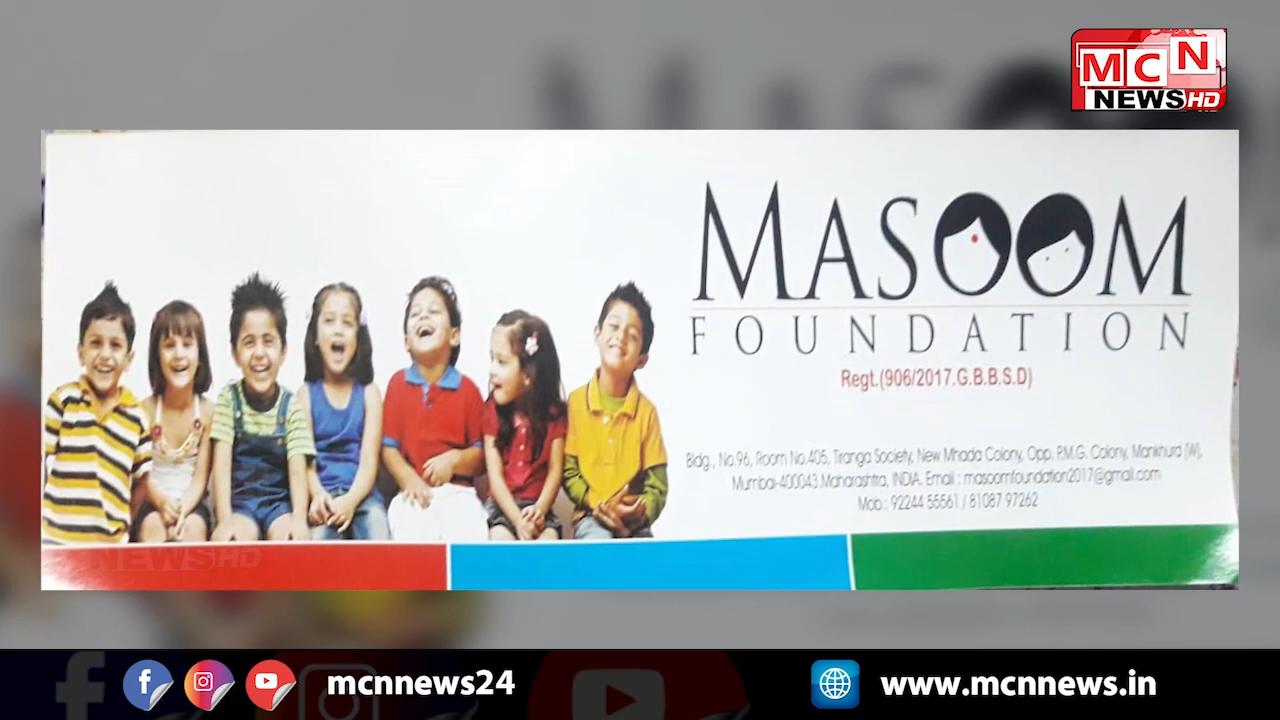 MCN
NEWS HD
MASOOM
FOUNDATION
Regt.(906/2017.G.B.B.S.D)
Bldg., No.96, Room No.405, Tiranga Society, New Mhada Colony, Opp. P.M.G. Colony, Mankhurd (W),
Mumbai-400043.Maharashtra, INDIA. Email : masoomfoundation2017@gmail.com
Mob.: 92244 55561 / 81087 97262
NEWS HD
mcnnews24
www.mcnnews.in